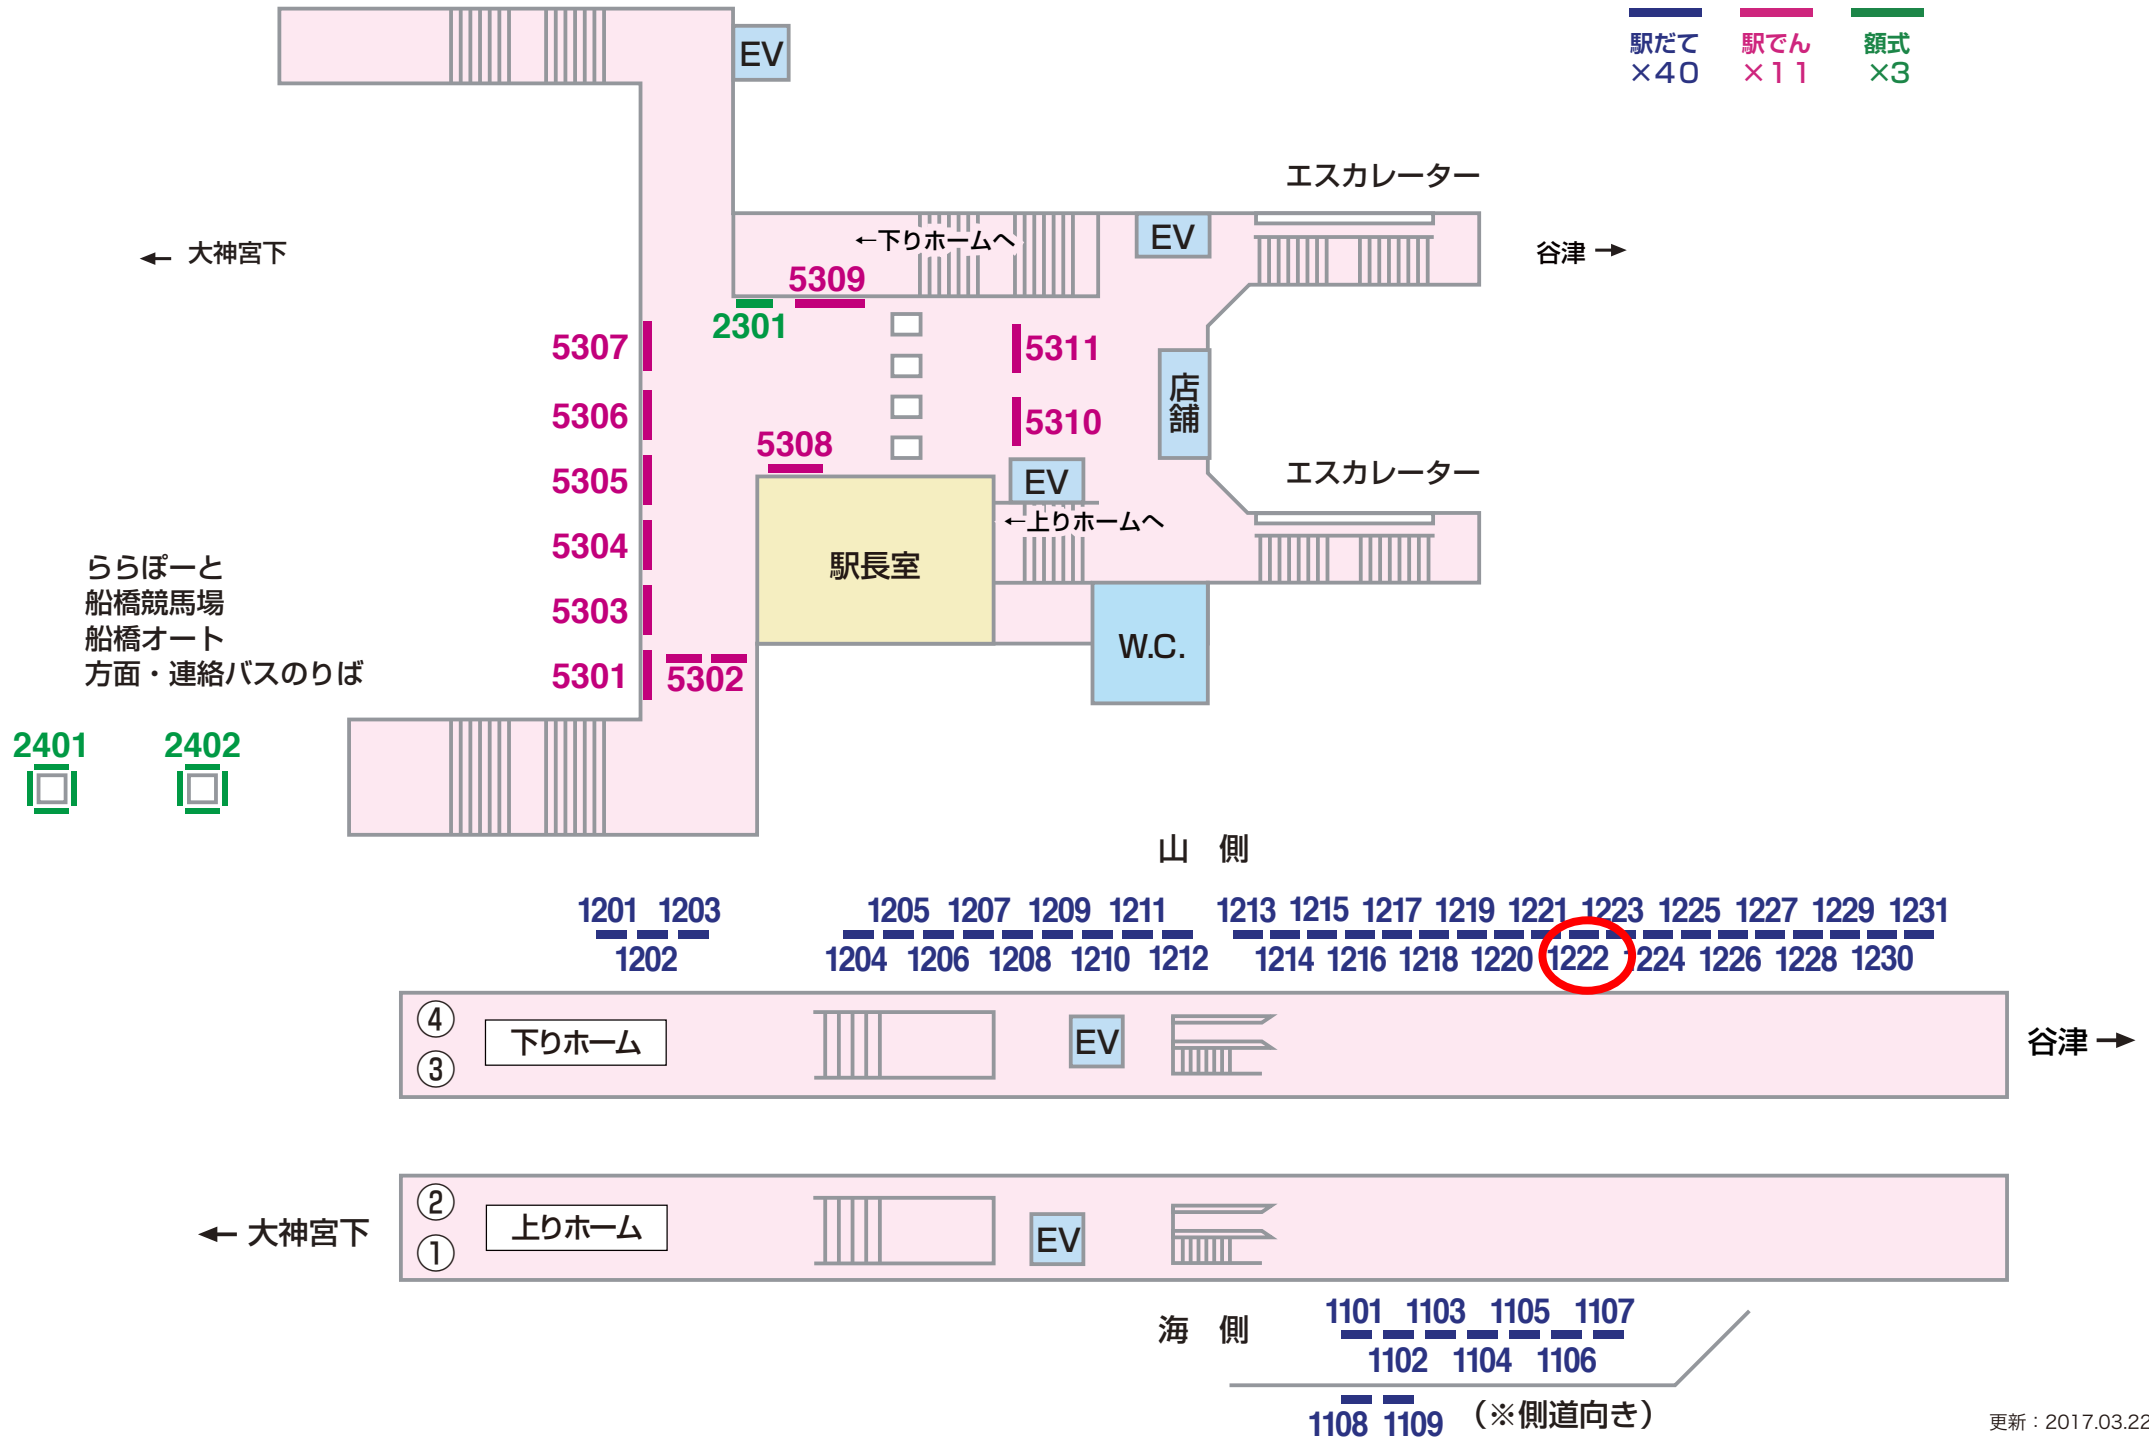 駅だて
×40
駅でん
×11
額式
×3
EV
エスカレーター
←下りホームへ
EV
← 大神宮下
谷津 →
5309
2301
5307
5311
店舗
5306
5310
5308
エスカレーター
5305
EV
←上りホームへ
5304
駅長室
ららぽーと
船橋競馬場
船橋オート
方面・連絡バスのりば
5303
W.C.
5301
5302
2401
2402
山 側
1201 1203 1205 1207 1209 1211 1213 1215 1217 1219 1221 1223 1225 1227 1229 1231
1202 1204 1206 1208 1210 1212 1214 1216 1218 1220 1222 1224 1226 1228 1230
④
下りホーム
EV
③
谷津 →
②
上りホーム
EV
①
← 大神宮下
海 側
1101 1103 1105 1107
1102 1104 1106
1108 1109 (※側道向き)
更新：2017.03.22